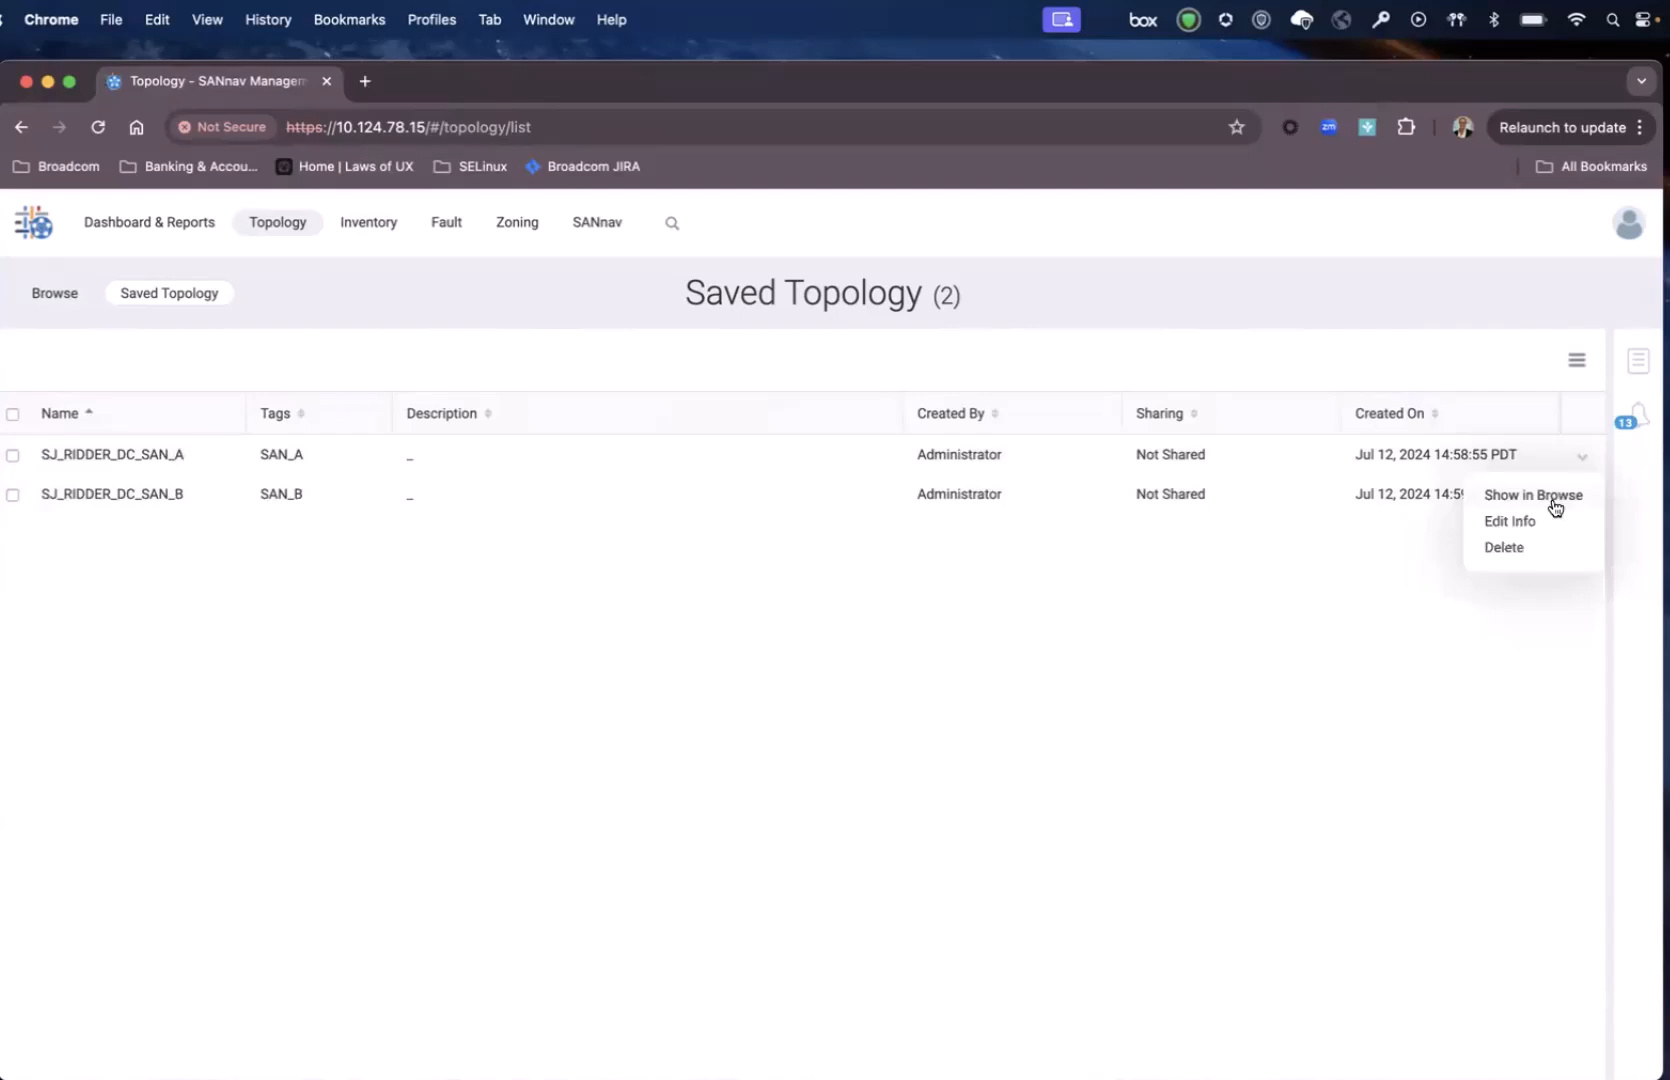 Chrome File Edit View History Bookmarks Profiles Tab Window Help box
Topology - SANnav Managem
Not Secure https://10.124.78.15/#/topology/list zm Relaunch to update
Broadcom Banking & Accou... Home | Laws of UX SELinux Broadcom JIRA All Bookmarks
Dashboard & Reports Topology Inventory Fault Zoning SANnav
Browse Saved Topology Saved Topology (2)
Name Tags Description Created By Sharing Created On 13
SJ_RIDDER_DC_SAN_A SAN_A _ Administrator Not Shared Jul 12, 2024 14:58:55 PDT
SJ_RIDDER_DC_SAN_B SAN_B _ Administrator Not Shared Jul 12, 2024 14:59
Show in Browse
Edit Info
Delete